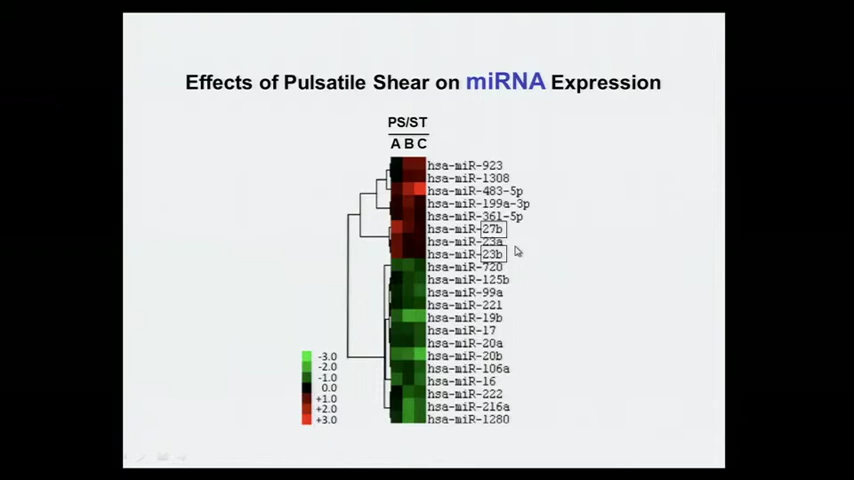 Effects of Pulsatile Shear on miRNA Expression
PS/ST
A B C
hsa-miR-923
hsa-miR-1308
hsa-miR-483-5p
hsa-miR-199a-3p
hsa-miR-361-5p
hsa-miR-27b
hsa-miR-23a
hsa-miR-23b
hsa-miR-720
hsa-miR-125b
hsa-miR-99a
hsa-miR-221
hsa-miR-19b
hsa-miR-17
hsa-miR-20a
hsa-miR-20b
hsa-miR-106a
hsa-miR-16
hsa-miR-222
hsa-miR-216a
hsa-miR-1280
-3.0
-2.0
-1.0
0.0
+1.0
+2.0
+3.0